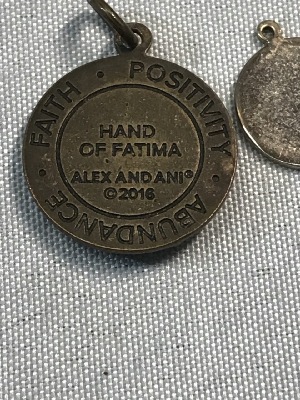 FAITH · POSITIVITY · ABUNDANCE ·
HAND
OF FATIMA
ALEX AND ANI®
©2016